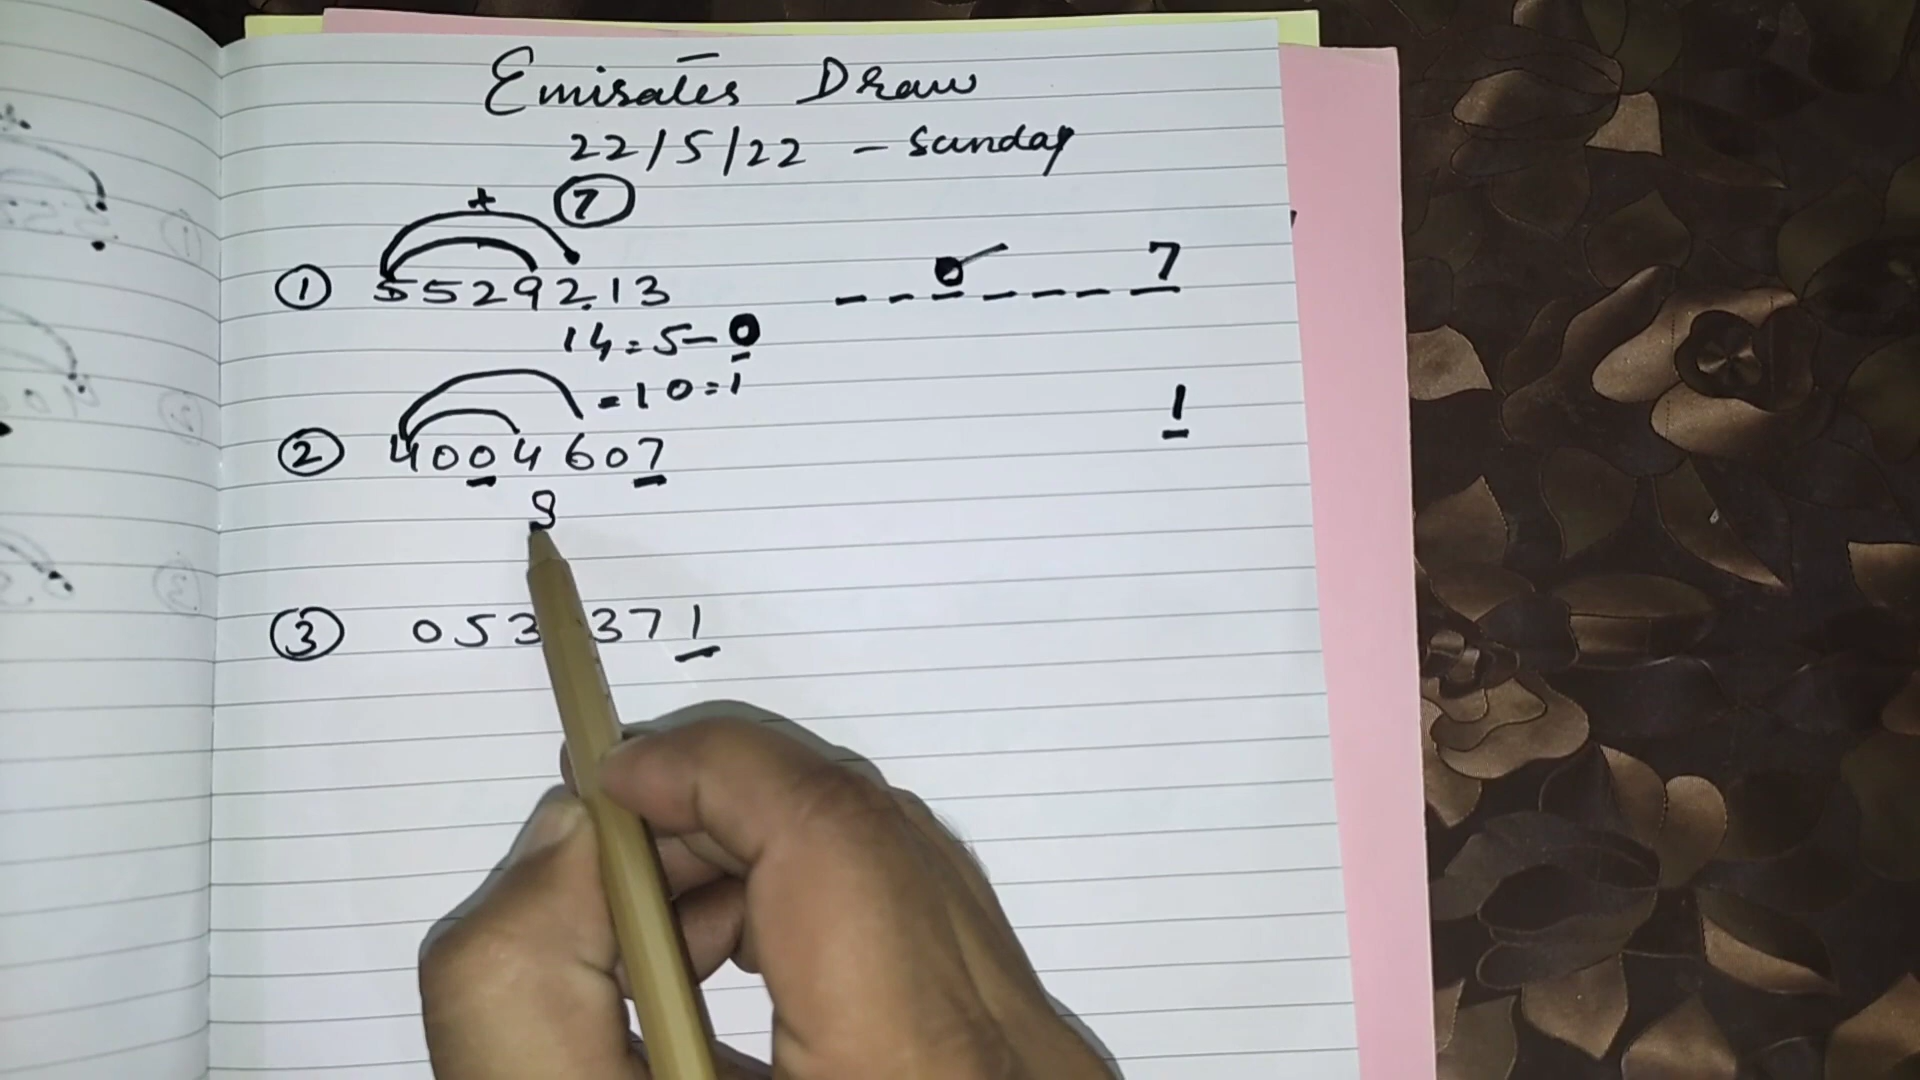 Emirates Draw
22/5/22 - Sunday
+ 7
① 5529213
0 7
14 = 5 - 0
= 10 = 1
1
② 4004607
8
③ 053 371